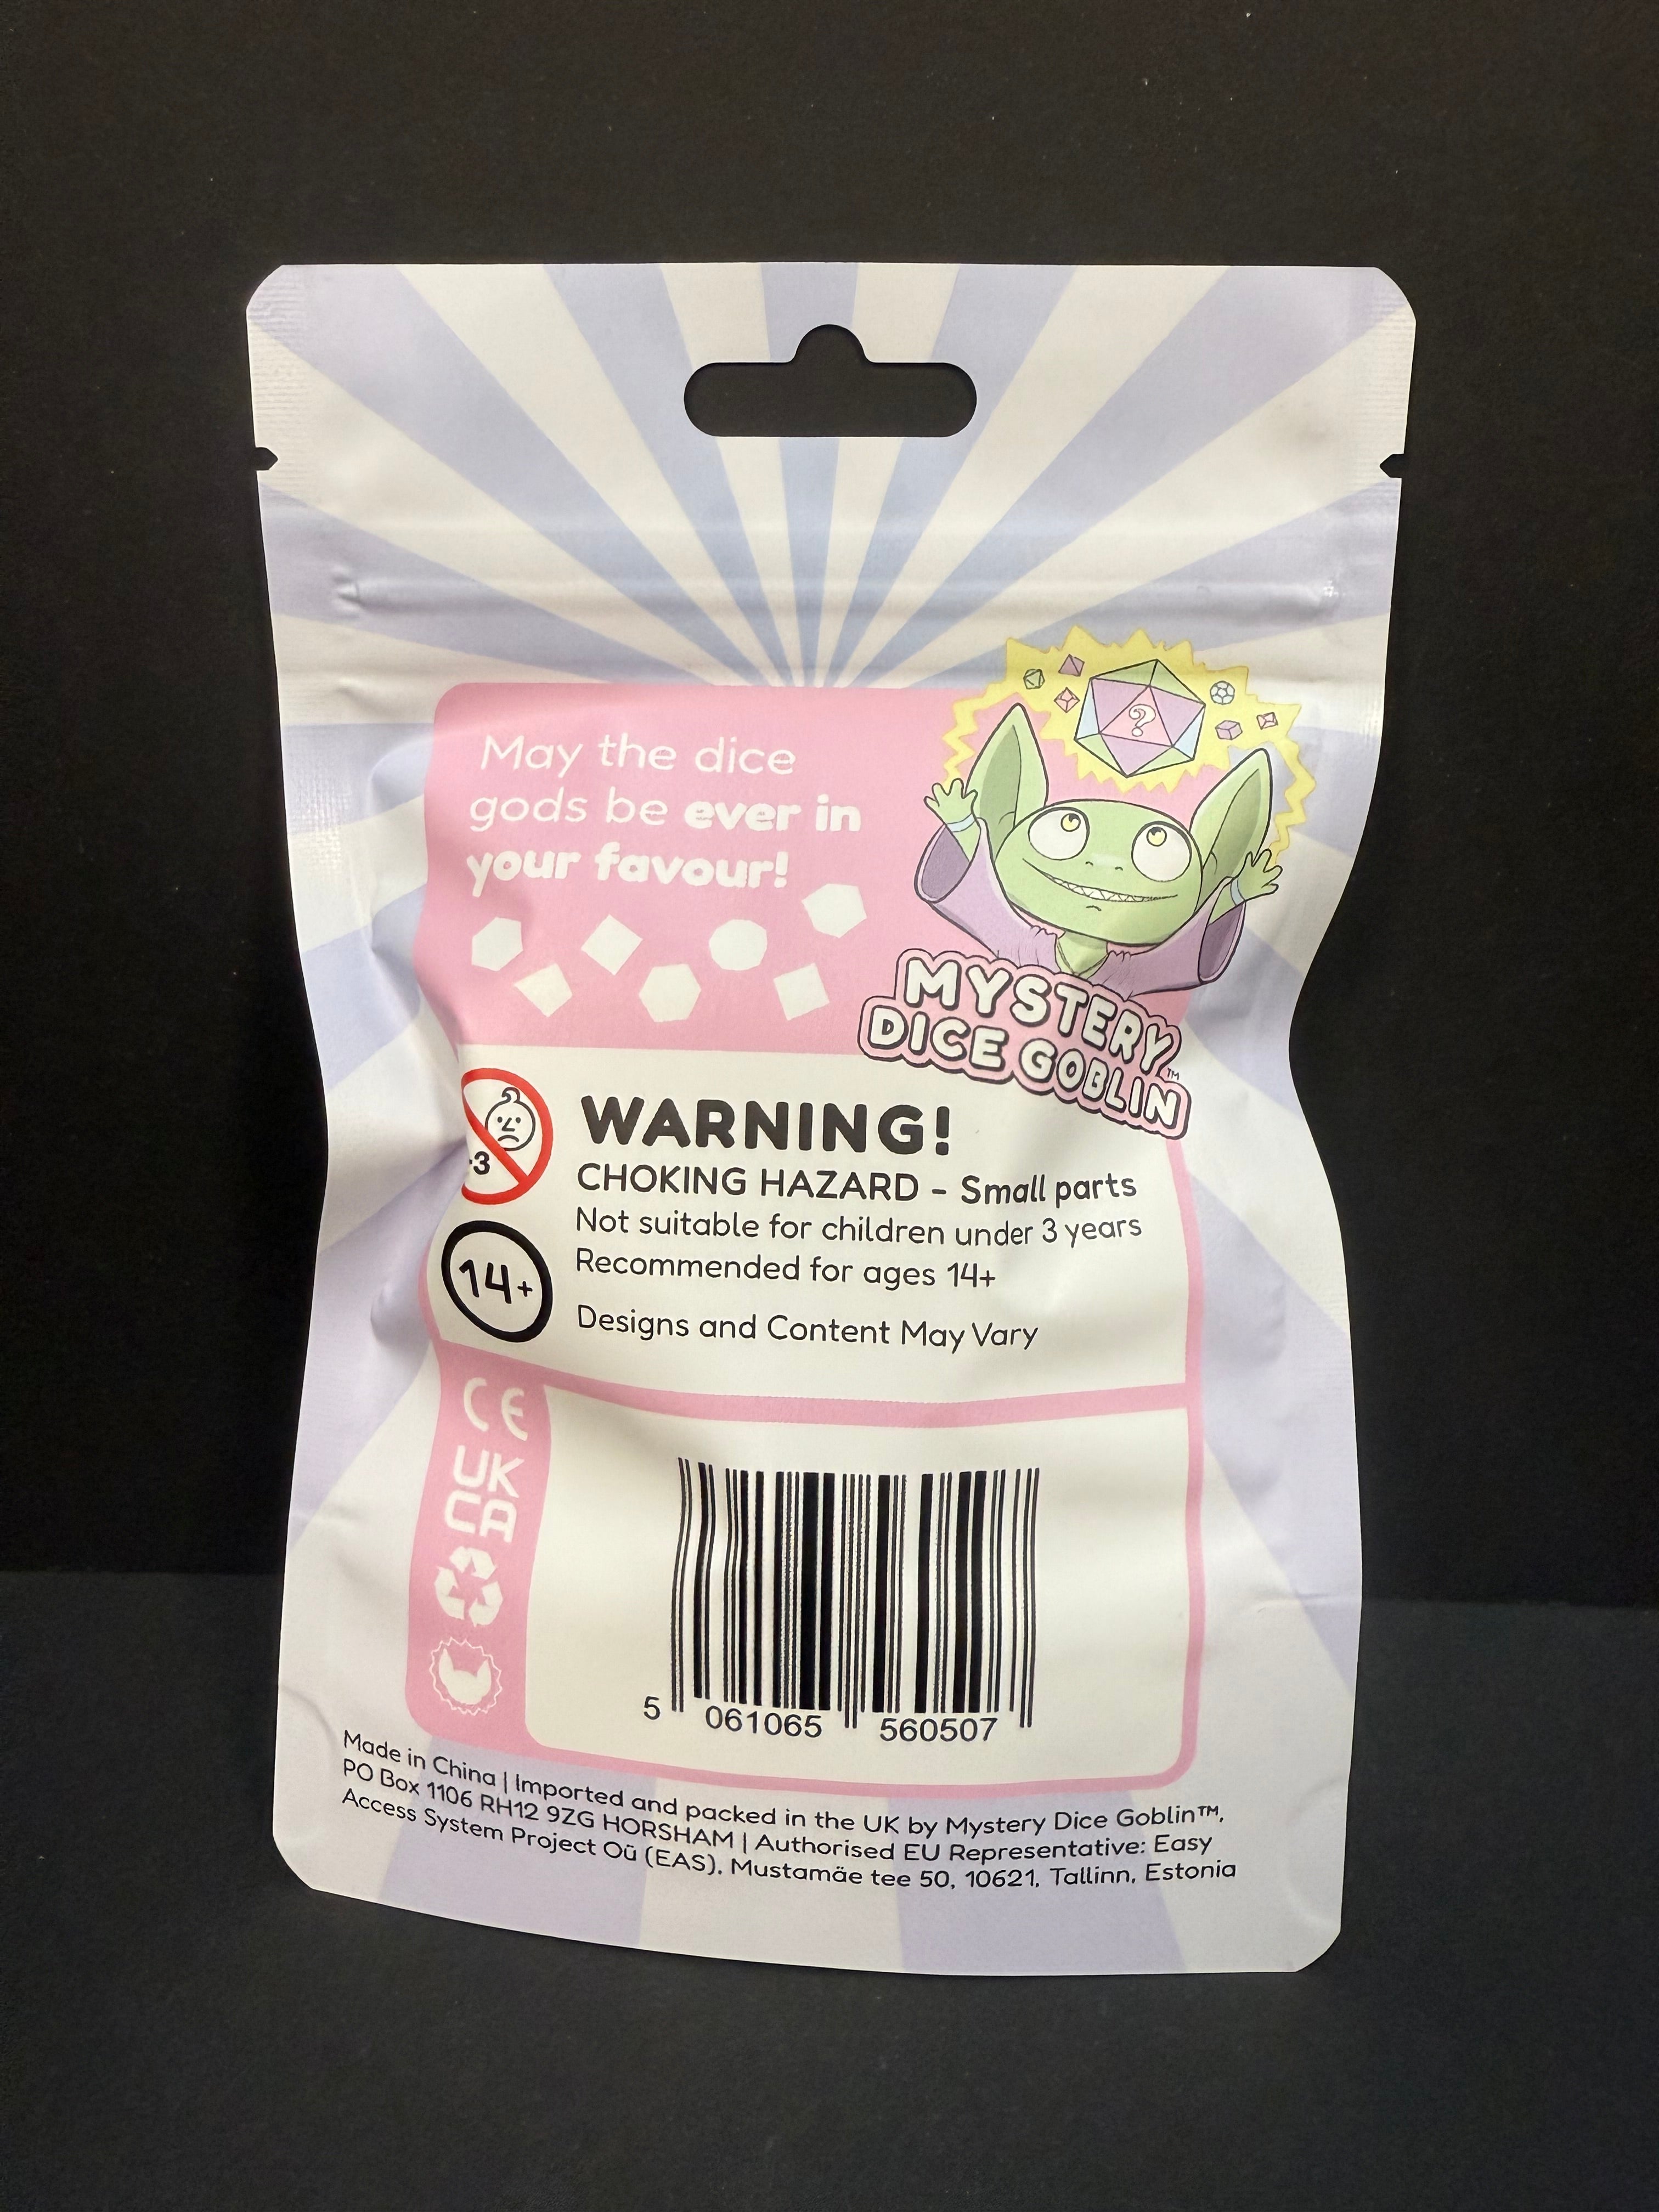 ?
May the dice
gods be ever in
your favour!
MYSTERY
DICE GOBLIN™
WARNING!
-3
CHOKING HAZARD - Small parts
Not suitable for children under 3 years
14+
Recommended for ages 14+
Designs and Content May Vary
CE
UK
CA
5 061065 560507
Made in China | Imported and packed in the UK by Mystery Dice Goblin™,
PO Box 1106 RH12 9ZG HORSHAM | Authorised EU Representative: Easy
Access System Project Oü (EAS), Mustamäe tee 50, 10621, Tallinn, Estonia